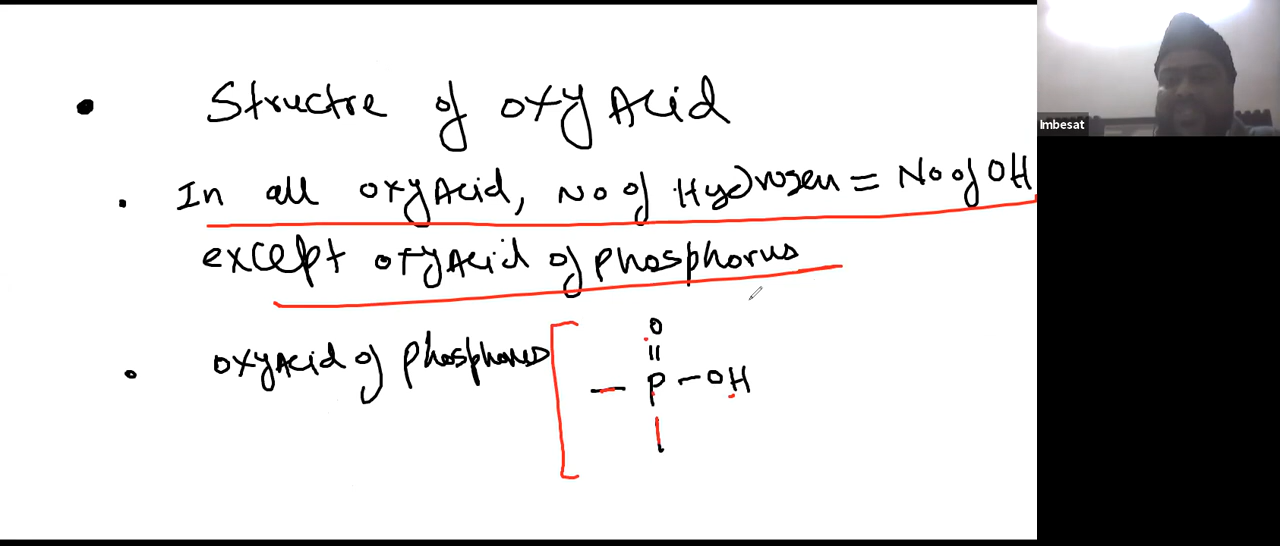 • Structre of oxyAcid
• In all oxyAcid, No of Hydrogen = No of OH
except oxyAcid of phosphorus
• oxyAcid of phosphorus
O
||
— P — OH
|
Imbesat